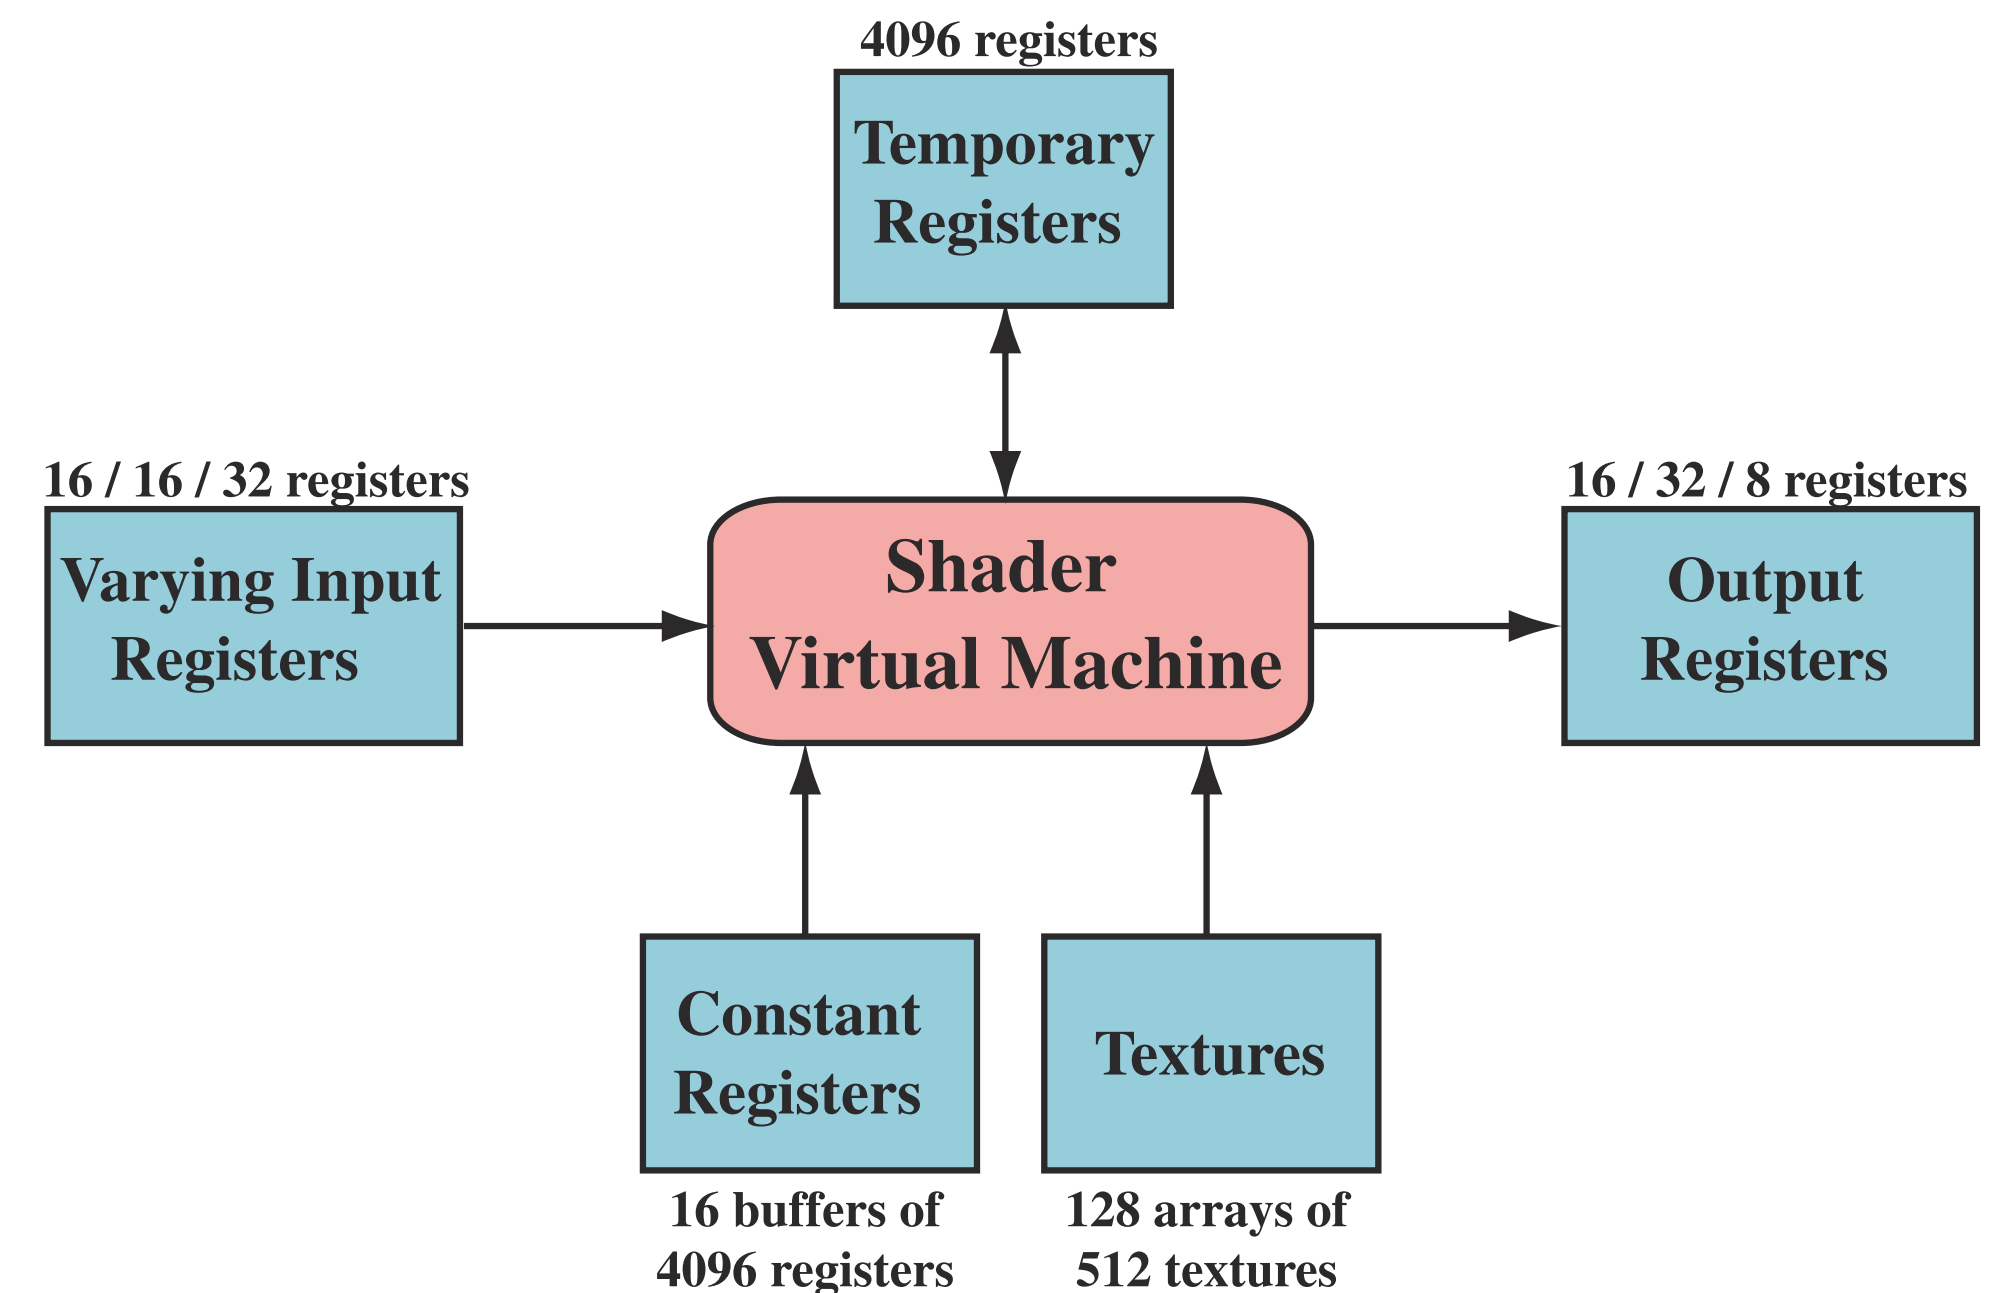 4096 registers
Temporary
Registers
16 / 16 / 32 registers
Varying Input
Registers
Shader
Virtual Machine
16 / 32 / 8 registers
Output
Registers
Constant
Registers
16 buffers of
4096 registers
Textures
128 arrays of
512 textures